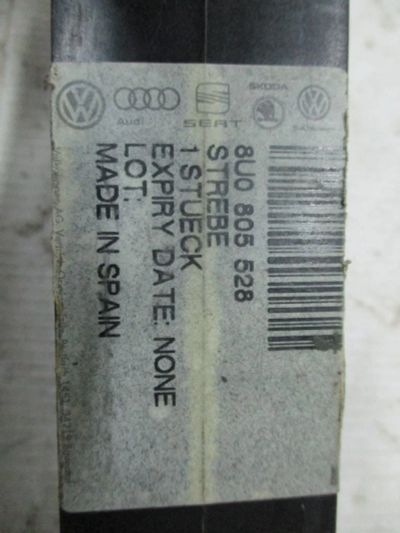 Audi
SEAT
SKODA
8U0 805 528
STREBE
1 STUECK
EXPIRY DATE: NONE
LOT:
MADE IN SPAIN